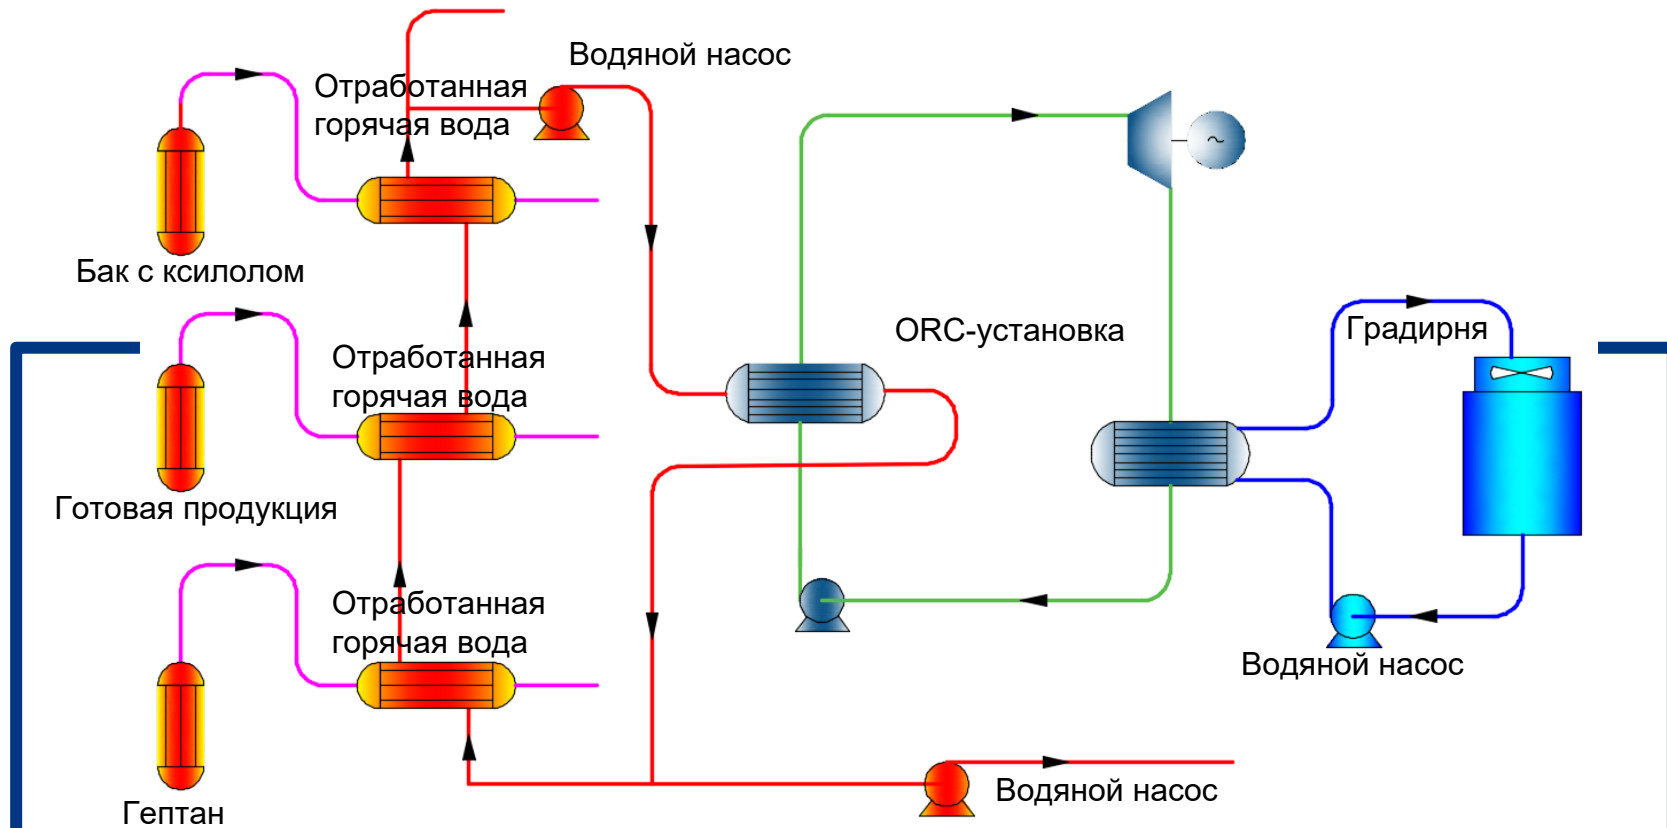 Водяной насос
Отработанная
горячая вода
Бак с ксилолом
ORC-установка
Градирня
Отработанная
горячая вода
Готовая продукция
Отработанная
горячая вода
Водяной насос
Водяной насос
Гептан